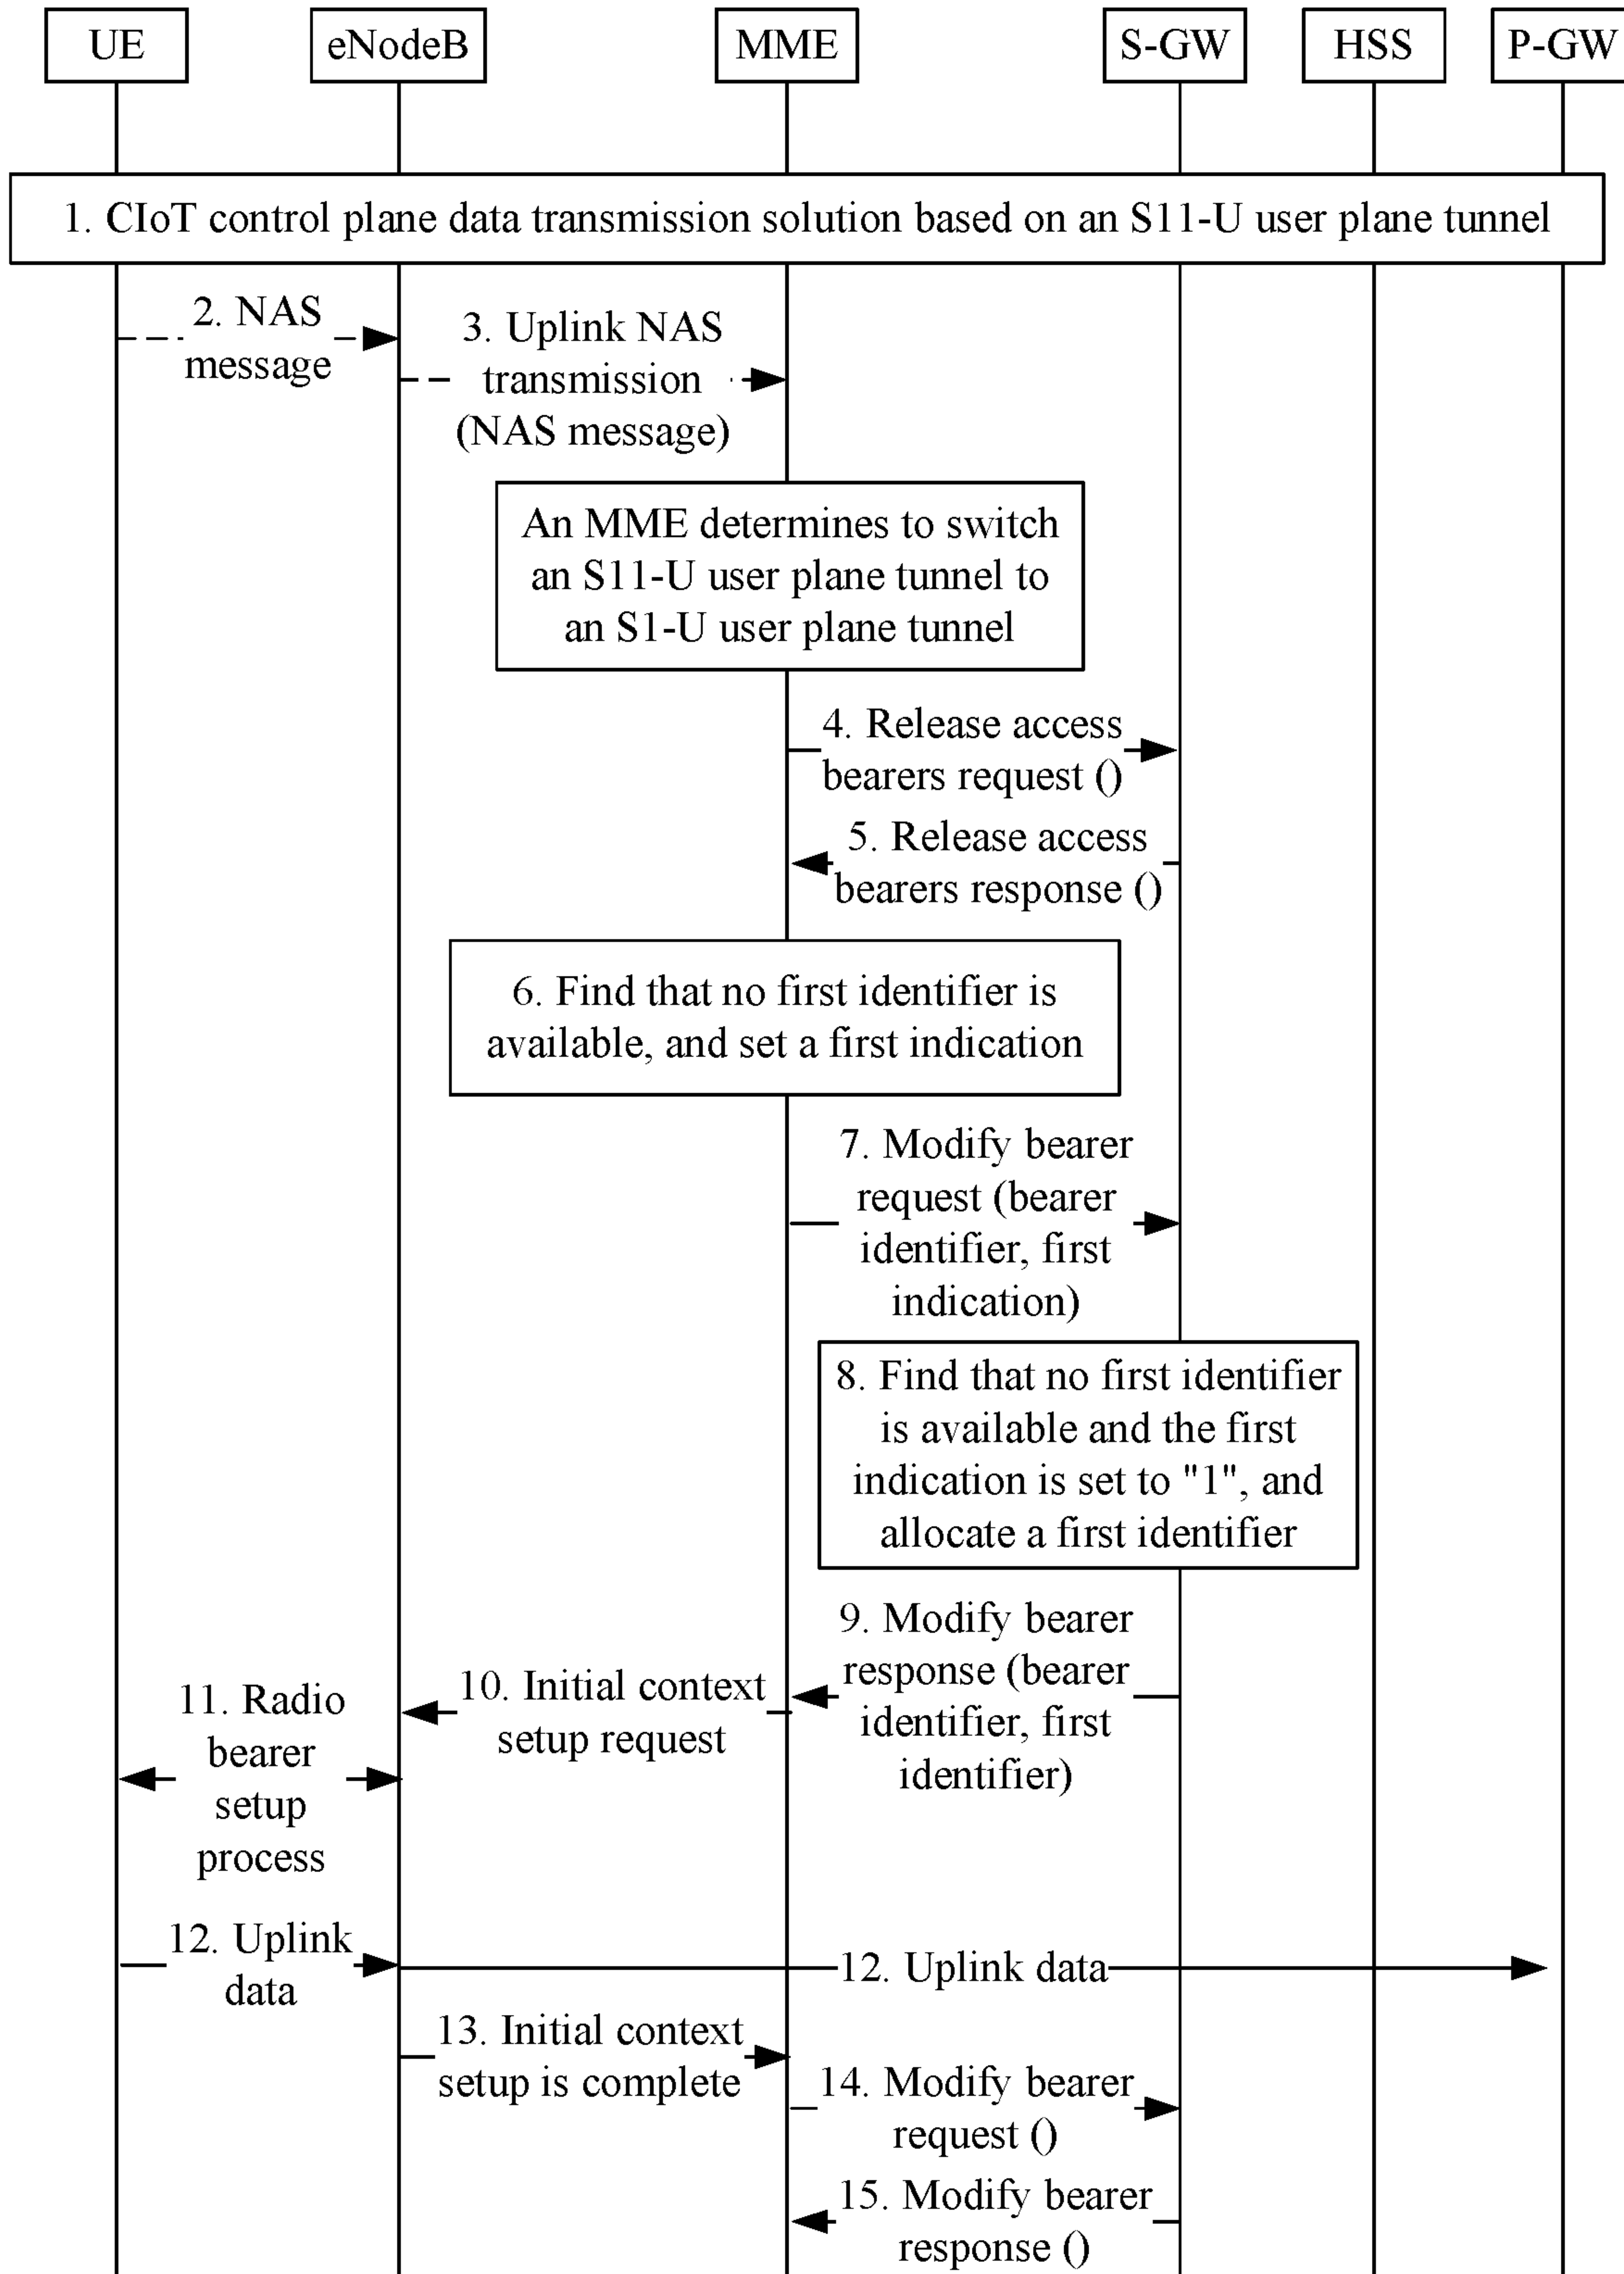 UE
eNodeB
MME
S-GW
HSS
P-GW
1. CIoT control plane data transmission solution based on an S11-U user plane tunnel
2. NAS
message
3. Uplink NAS
transmission
(NAS message)
An MME determines to switch
an S11-U user plane tunnel to
an S1-U user plane tunnel
4. Release access
bearers request ()
5. Release access
bearers response ()
6. Find that no first identifier is
available, and set a first indication
7. Modify bearer
request (bearer
identifier, first
indication)
8. Find that no first identifier
is available and the first
indication is set to "1", and
allocate a first identifier
9. Modify bearer
response (bearer
identifier, first
identifier)
10. Initial context
setup request
11. Radio
bearer
setup
process
12. Uplink
data
12. Uplink data
13. Initial context
setup is complete
14. Modify bearer
request ()
15. Modify bearer
response ()